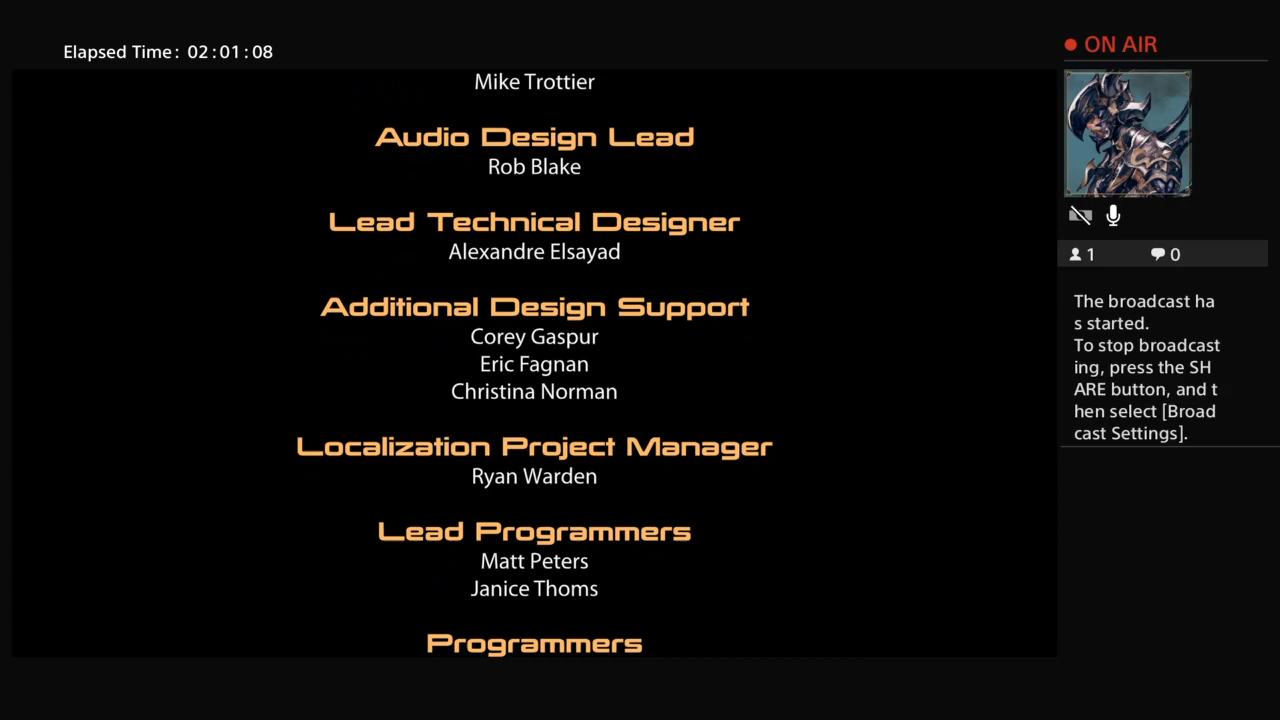 Elapsed Time: 02:01:08
ON AIR
Mike Trottier
Audio Design Lead
Rob Blake
Lead Technical Designer
Alexandre Elsayad
Additional Design Support
Corey Gaspur
Eric Fagnan
Christina Norman
Localization Project Manager
Ryan Warden
Lead Programmers
Matt Peters
Janice Thoms
Programmers
1
0
The broadcast ha
s started.
To stop broadcast
ing, press the SH
ARE button, and t
hen select [Broad
cast Settings].